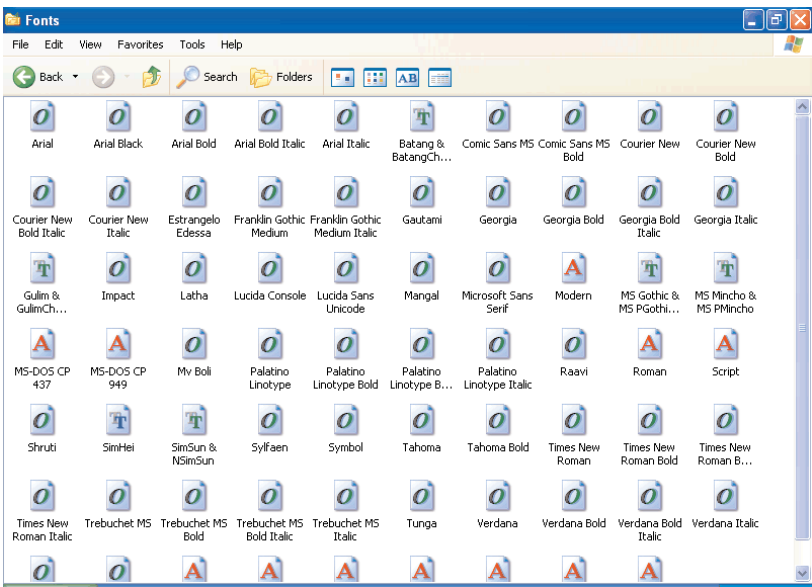 Fonts
File Edit View Favorites Tools Help
Back Search Folders
Arial Arial Black Arial Bold Arial Bold Italic Arial Italic Batang & Comic Sans MS Comic Sans MS Courier New Courier New
BatangCh... Bold Bold
Courier New Courier New Estrangelo Franklin Gothic Franklin Gothic Gautami Georgia Georgia Bold Georgia Bold Georgia Italic
Bold Italic Italic Edessa Medium Medium Italic Italic
Gulim & Impact Latha Lucida Console Lucida Sans Mangal Microsoft Sans Modern MS Gothic & MS Mincho &
GulimCh... Unicode Serif MS PGothi... MS PMincho
MS-DOS CP MS-DOS CP Mv Boli Palatino Palatino Palatino Palatino Raavi Roman Script
437 949 Linotype Linotype Bold Linotype B... Linotype Italic
Shruti SimHei SimSun & Sylfaen Symbol Tahoma Tahoma Bold Times New Times New Times New
NSimSun Roman Roman Bold Roman B...
Times New Trebuchet MS Trebuchet MS Trebuchet MS Trebuchet MS Tunga Verdana Verdana Bold Verdana Bold Verdana Italic
Roman Italic Bold Bold Italic Italic Italic